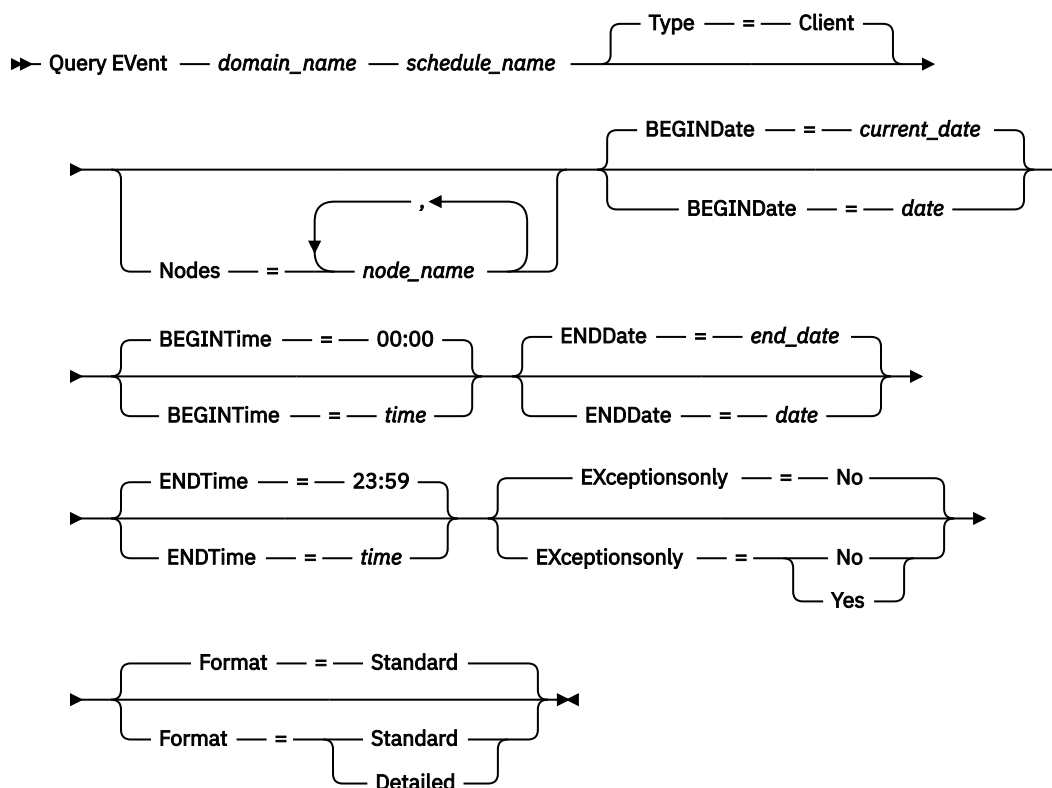 Type = Client
Query EVent domain_name schedule_name
BEGINDate = current_date
BEGINDate = date
,
Nodes = node_name
BEGINTime = 00:00
BEGINTime = time
ENDDate = end_date
ENDDate = date
ENDTime = 23:59
ENDTime = time
EXceptionsonly = No
EXceptionsonly = No
Yes
Format = Standard
Format = Standard
Detailed